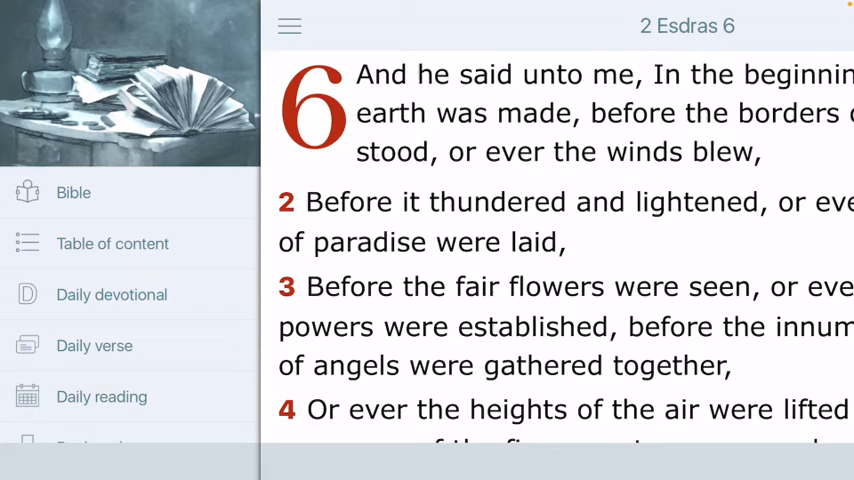 2 Esdras 6
Bible
Table of content
Daily devotional
Daily verse
Daily reading
6 And he said unto me, In the
earth was made, before the borders
stood, or ever the winds blew,
2 Before it thundered and lightened, or
of paradise were laid,
3 Before the fair flowers were seen, or
powers were established, before the
of angels were gathered together,
4 Or ever the heights of the air were lifted